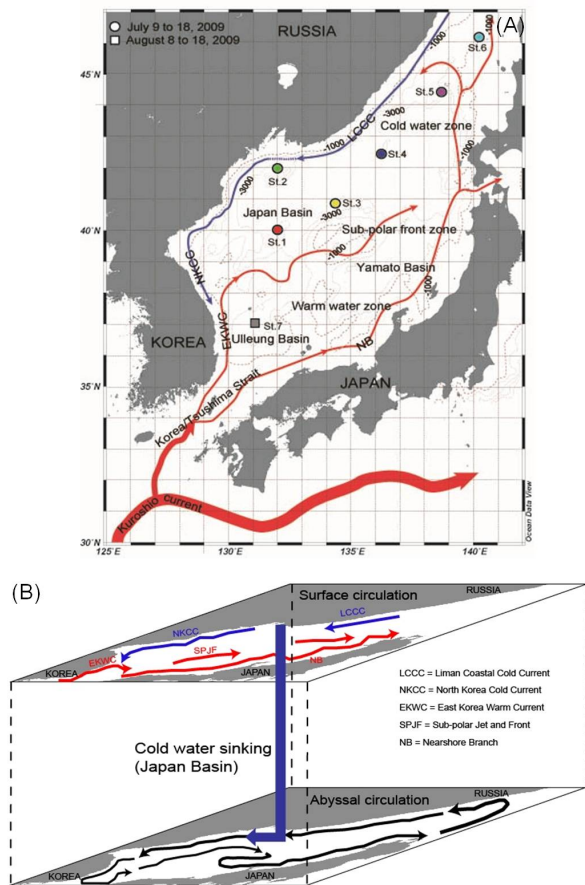 (A)
July 9 to 18, 2009
August 8 to 18, 2009
RUSSIA
45°N
40°N
35°N
30°N
125°E
130°E
135°E
140°E
St.6
-1000
-1000
St.5
-3000
Cold water zone
LCCC
-1000
St.4
St.2
-3000
St.3
-3000
Japan Basin
Sub-polar front zone
St.1
-1000
-1000
NKCC
Yamato Basin
-1000
Warm water zone
EKWC
St.7
KOREA
Ulleung Basin
NB
JAPAN
Korea/Tsushima Strait
Kuroshio current
Ocean Data View
(B)
Surface circulation
RUSSIA
LCCC
NKCC
SPJF
EKWC
NB
KOREA
JAPAN
LCCC = Liman Coastal Cold Current
NKCC = North Korea Cold Current
EKWC = East Korea Warm Current
SPJF = Sub-polar Jet and Front
NB = Nearshore Branch
Cold water sinking
(Japan Basin)
RUSSIA
Abyssal circulation
KOREA
JAPAN